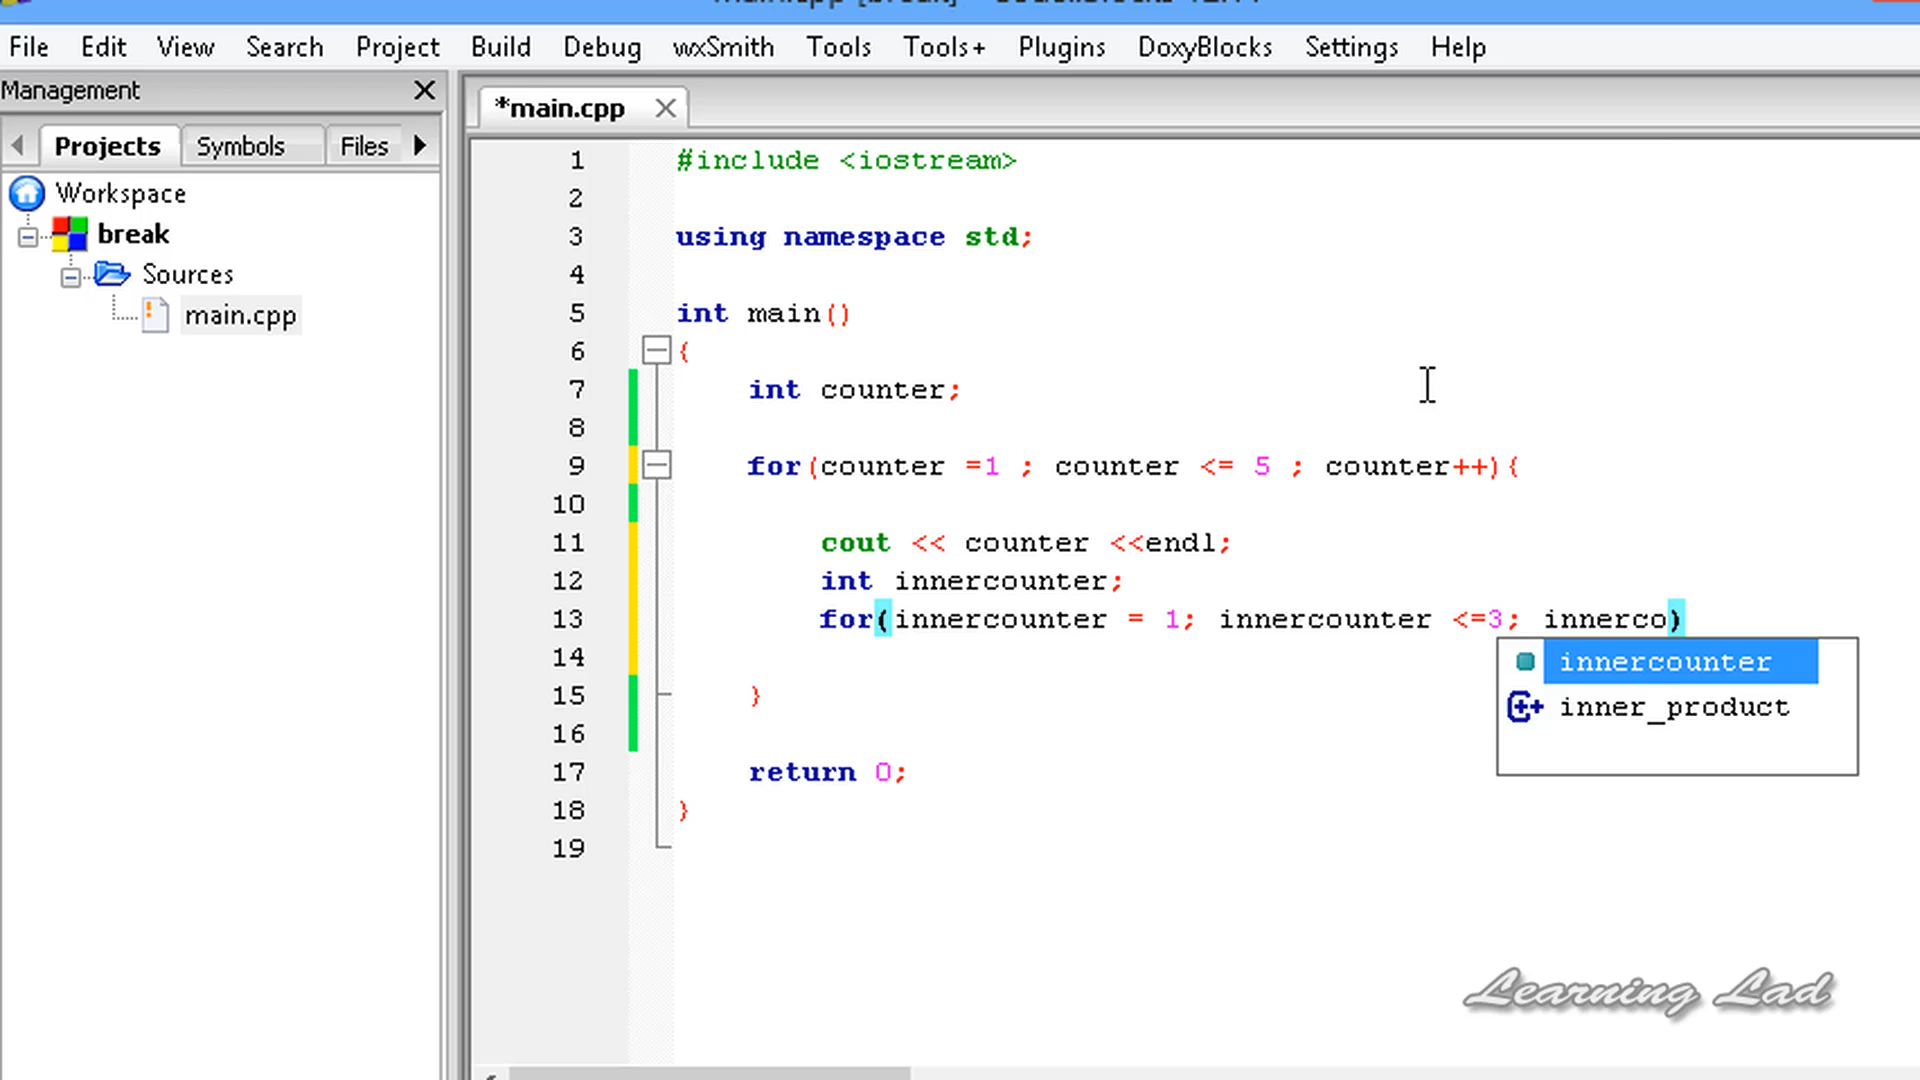 File Edit View Search Project Build Debug wxSmith Tools Tools+ Plugins DoxyBlocks Settings Help
Management
*main.cpp
Projects Symbols Files
Workspace
break
Sources
main.cpp
1 #include <iostream>
2
3 using namespace std;
4
5 int main()
6 {
7 int counter;
8
9 for(counter =1 ; counter <= 5 ; counter++){
10
11 cout << counter <<endl;
12 int innercounter;
13 for(innercounter = 1; innercounter <=3; innerco)
14
15 }
16
17 return 0;
18 }
19
innercounter
inner_product
Learning Lad